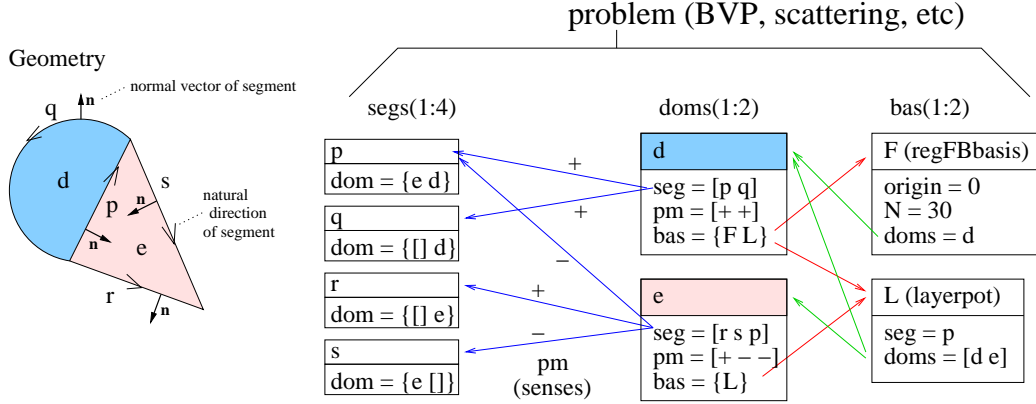 problem (BVP, scattering, etc)
Geometry
normal vector of segment
n
q
d
p
n
s
n
e
r
n
natural
direction
of segment
segs(1:4)
p
dom = {e d}
q
dom = {[] d}
r
dom = {[] e}
s
dom = {e []}
+
+
−
+
−
pm
(senses)
doms(1:2)
d
seg = [p q]
pm = [+ +]
bas = {F L}
e
seg = [r s p]
pm = [+ − −]
bas = {L}
bas(1:2)
F (regFBbasis)
origin = 0
N = 30
doms = d
L (layerpot)
seg = p
doms = [d e]